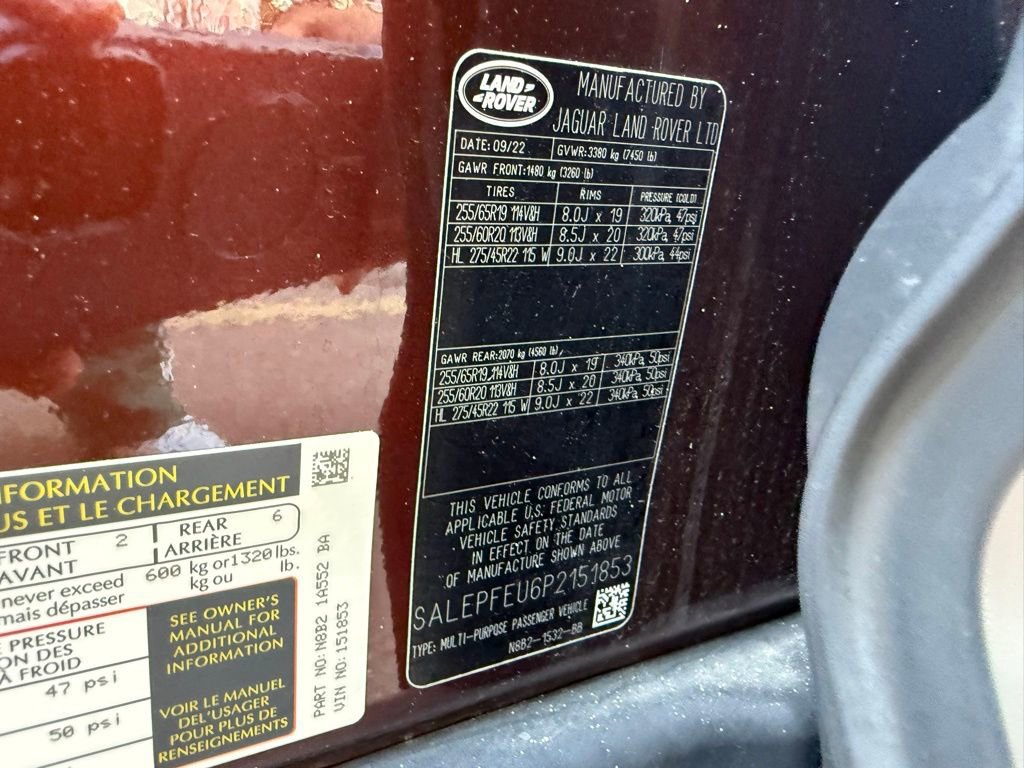 LAND-
-ROVER
MANUFACTURED BY
JAGUAR LAND ROVER LTD
DATE: 09/22 GVWR:3380 kg (7450 lb)
GAWR FRONT:1480 kg (3260 lb)
TIRES RIMS PRESSURE (COLD)
255/65R19 114V&H 8.0J x 19 320kPa, 47psi
255/60R20 113V&H 8.5J x 20 320kPa, 47psi
HL 275/45R22 115 W 9.0J x 22 300kPa, 44psi
GAWR REAR:2070 kg (4560 lb)
255/65R19 114V&H 8.0J x 19 340kPa, 50psi
255/60R20 113V&H 8.5J x 20 340kPa, 50psi
HL 275/45R22 115 W 9.0J x 22 340kPa, 50psi
THIS VEHICLE CONFORMS TO ALL
APPLICABLE U.S. FEDERAL MOTOR
VEHICLE SAFETY STANDARDS
IN EFFECT ON THE DATE
OF MANUFACTURE SHOWN ABOVE
SALEPFEU6P2151853
TYPE: MULTI-PURPOSE PASSENGER VEHICLE
N8B2-1532-BB
NFORMATION
US ET LE CHARGEMENT
FRONT 2 REAR 6
AVANT ARRIÈRE
never exceed 600 kg or 1320 lbs.
mais dépasser kg ou lb.
E PRESSURE
ON DES
À FROID
47 psi
50 psi
SEE OWNER'S
MANUAL FOR
ADDITIONAL
INFORMATION
VOIR LE MANUEL
DE L'USAGER
POUR PLUS DE
RENSEIGNEMENTS
PART NO: N8B2 1A552 BA
VIN NO: 151853